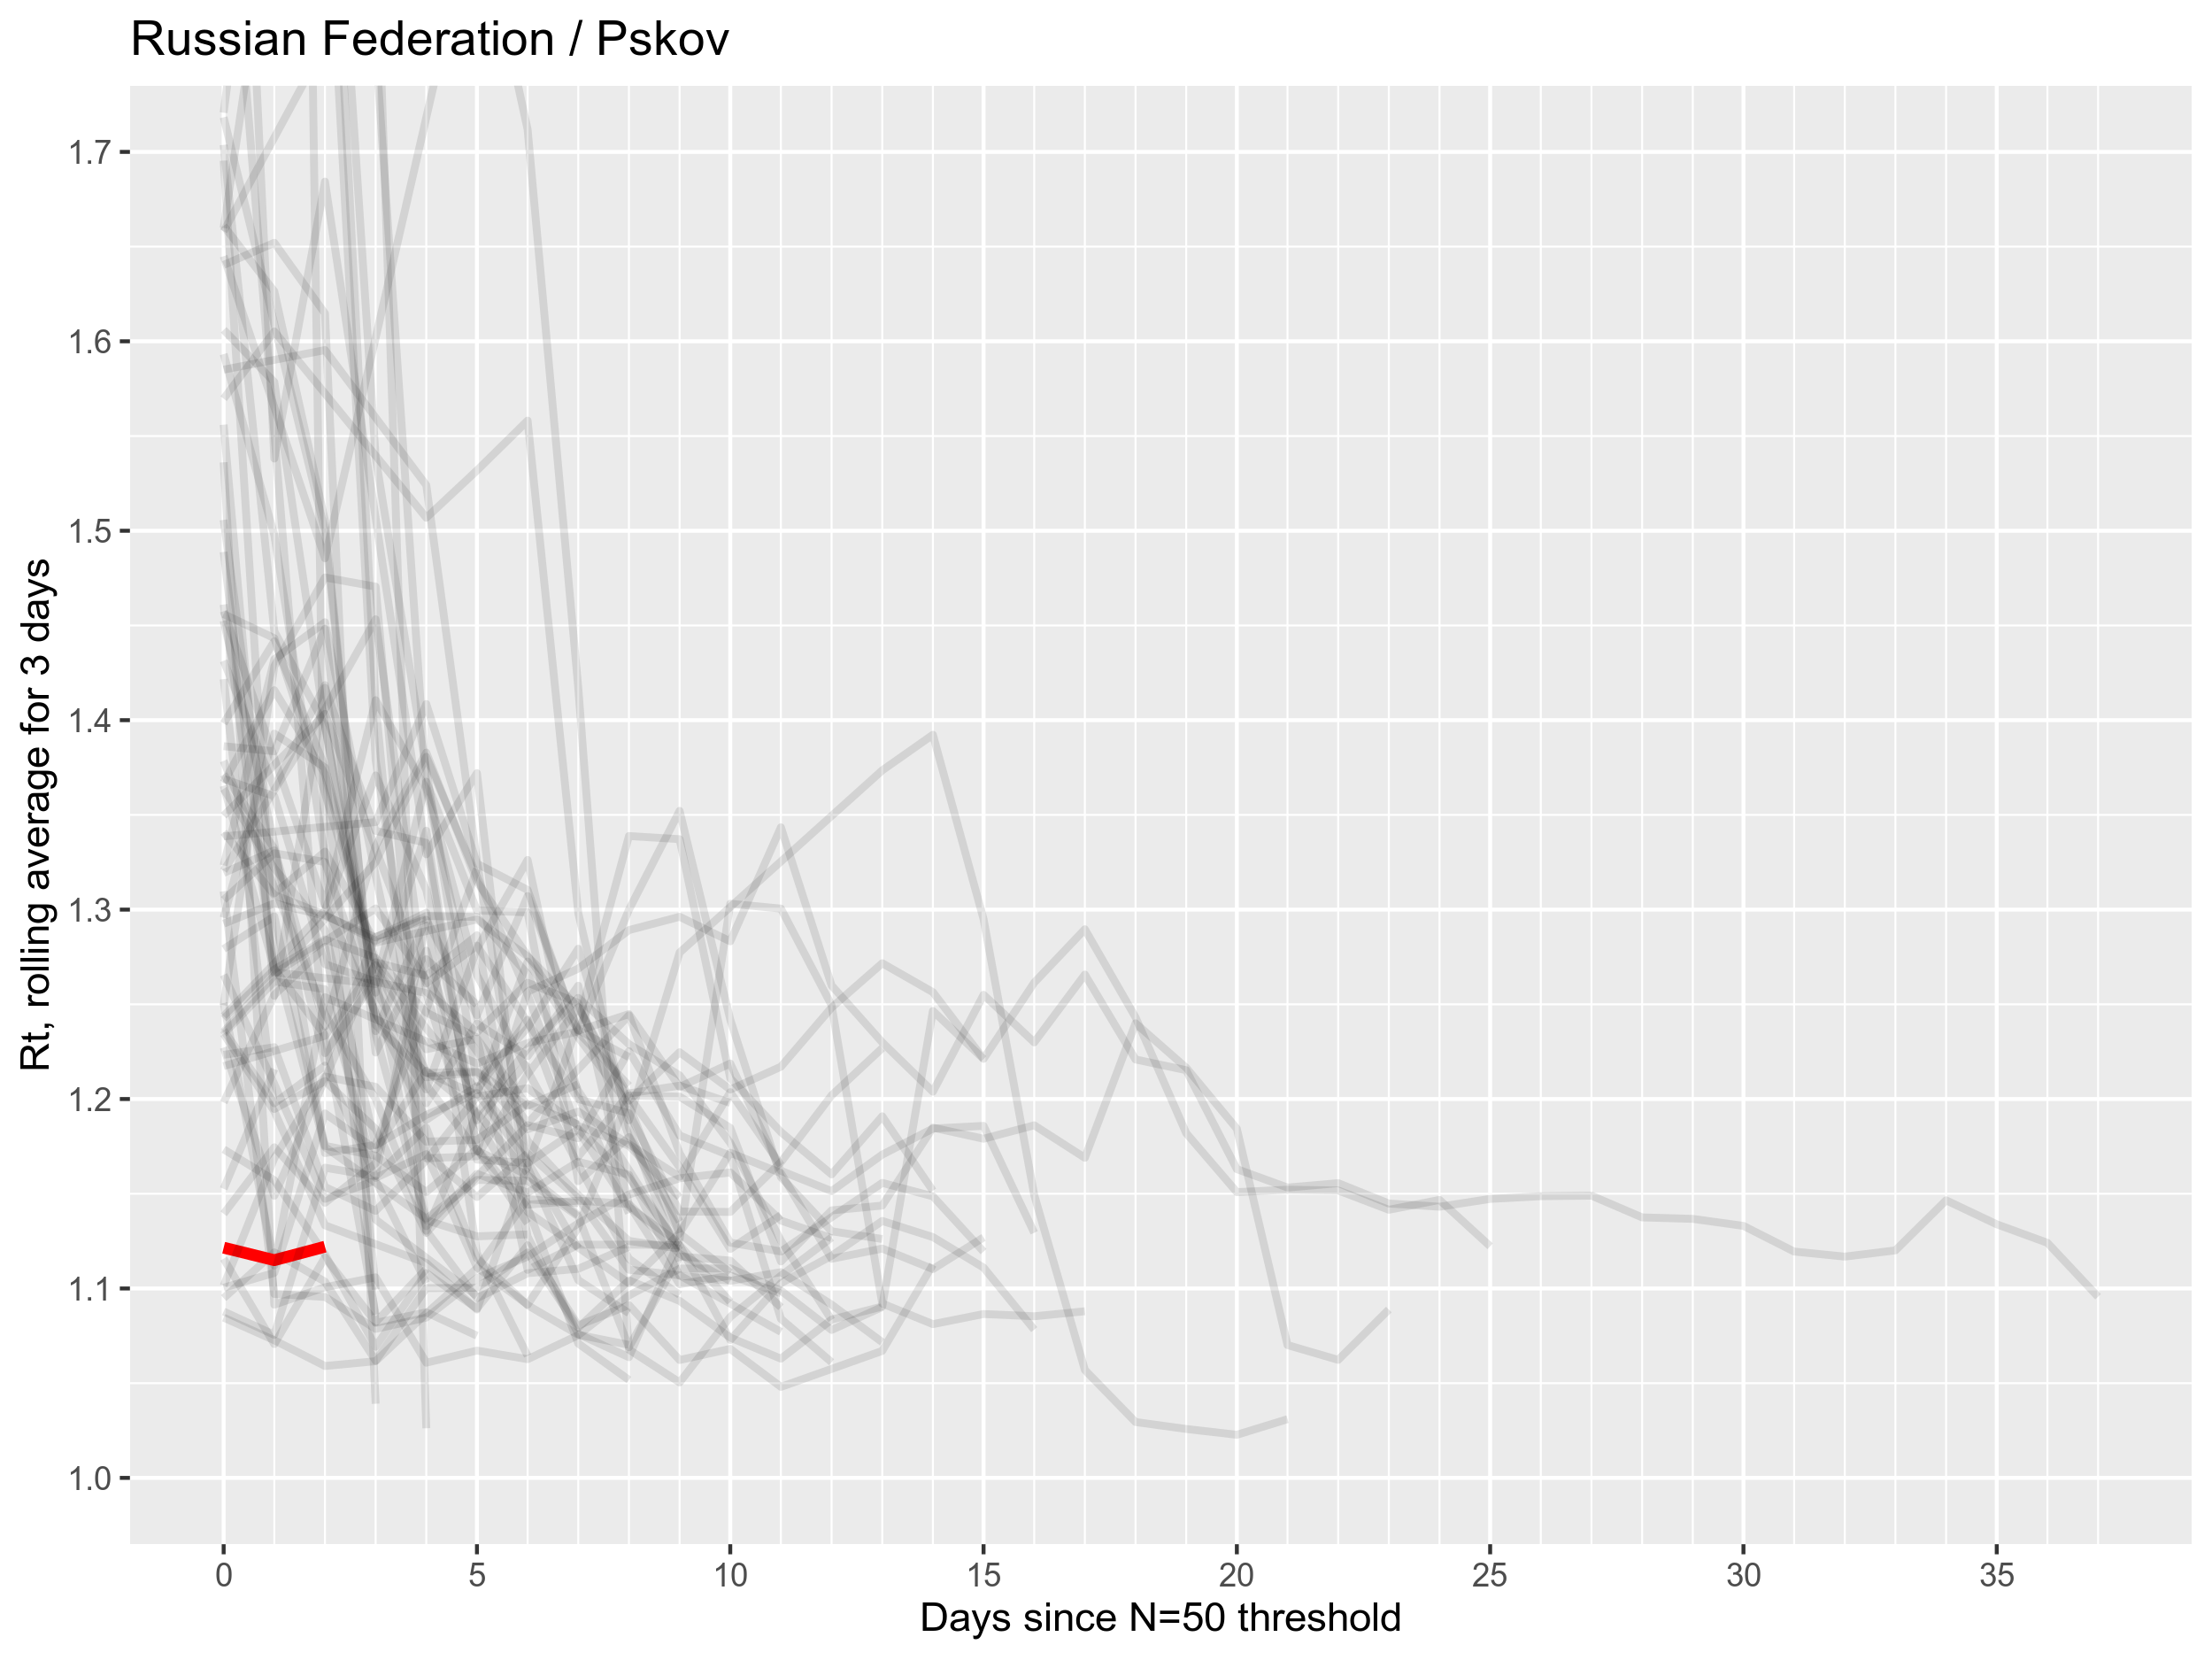 Russian Federation / Pskov
Rt, rolling average for 3 days
1.7
1.6
1.5
1.4
1.3
1.2
1.1
1.0
0 5 10 15 20 25 30 35
Days since N=50 threshold